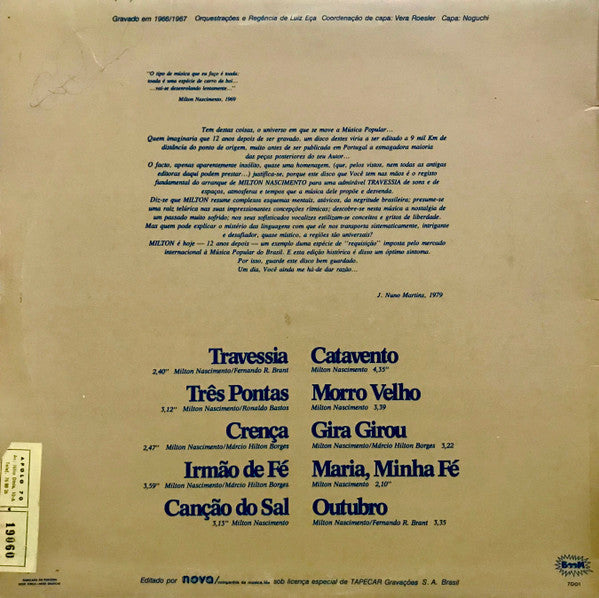 Gravado em 1966/1967 Orquestrações e Regência de Luiz Eça Coordenação de capa: Vera Roesler Capa: Noguchi
"O tipo de música que eu faço é toada;
toada é uma espécie de carro de boi...
...vai-se desenrolando lentamente..."
Milton Nascimento, 1969
Tem destas coisas, o universo em que se move a Música Popular...
Quem imaginaria que 12 anos depois de ser gravado, um disco destes viria a ser editado a 9 mil Km de
distância do ponto de origem, muito antes de ser publicada em Portugal a esmagadora maioria
das peças posteriores do seu Autor...
O facto, apenas aparentemente insólito, quase uma homenagem, (que, pelos vistos, nem todas as antigas
editoras daqui podem prestar...) justifica-se, porque este disco que Você tem nas mãos é o registo
fundamental do arranque de MILTON NASCIMENTO para uma admirável TRAVESSIA de sons e de
espaços, atmosferas e tempos que a música dele propõe e desvenda.
Diz-se que MILTON resume complexos esquemas mentais, atávicos, da negritude brasileira; presume-se
uma raiz telúrica nas suas impressionantes concepções rítmicas; descobre-se nesta música a nostalgia de
um passado muito sofrido; nos seus sofisticados vocalizes estilizam-se conceitos e gritos de liberdade.
Mas quem pode explicar o mistério das linguagens com que ele nos transporta sistematicamente, intrigante
e desafiador, quase místico, a regiões tão universais?
MILTON é hoje — 12 anos depois — um exemplo duma espécie de "requisição" imposta pelo mercado
internacional à Música Popular do Brasil. E esta edição histórica é disso um óptimo sintoma.
Por isso, guarde este disco bem guardado.
Um dia, Você ainda me há-de dar razão...
J. Nuno Martins, 1979
Travessia
2,40" Milton Nascimento/Fernando R. Brant
Três Pontas
3,12" Milton Nascimento/Ronaldo Bastos
Crença
2,47" Milton Nascimento/Márcio Hilton Borges
Irmão de Fé
3,59" Milton Nascimento/Márcio Hilton Borges
Canção do Sal
3,15" Milton Nascimento
Catavento
Milton Nascimento 4,35"
Morro Velho
Milton Nascimento 3,39
Gira Girou
Milton Nascimento/Márcio Hilton Borges 3,22
Maria, Minha Fé
Milton Nascimento 2,10"
Outubro
Milton Nascimento/Fernando R. Brant 3,35
APOLO 70
19060
Editado por nova/companhia de música, lda sob licença especial de TAPECAR Gravações S. A. Brasil
7D01